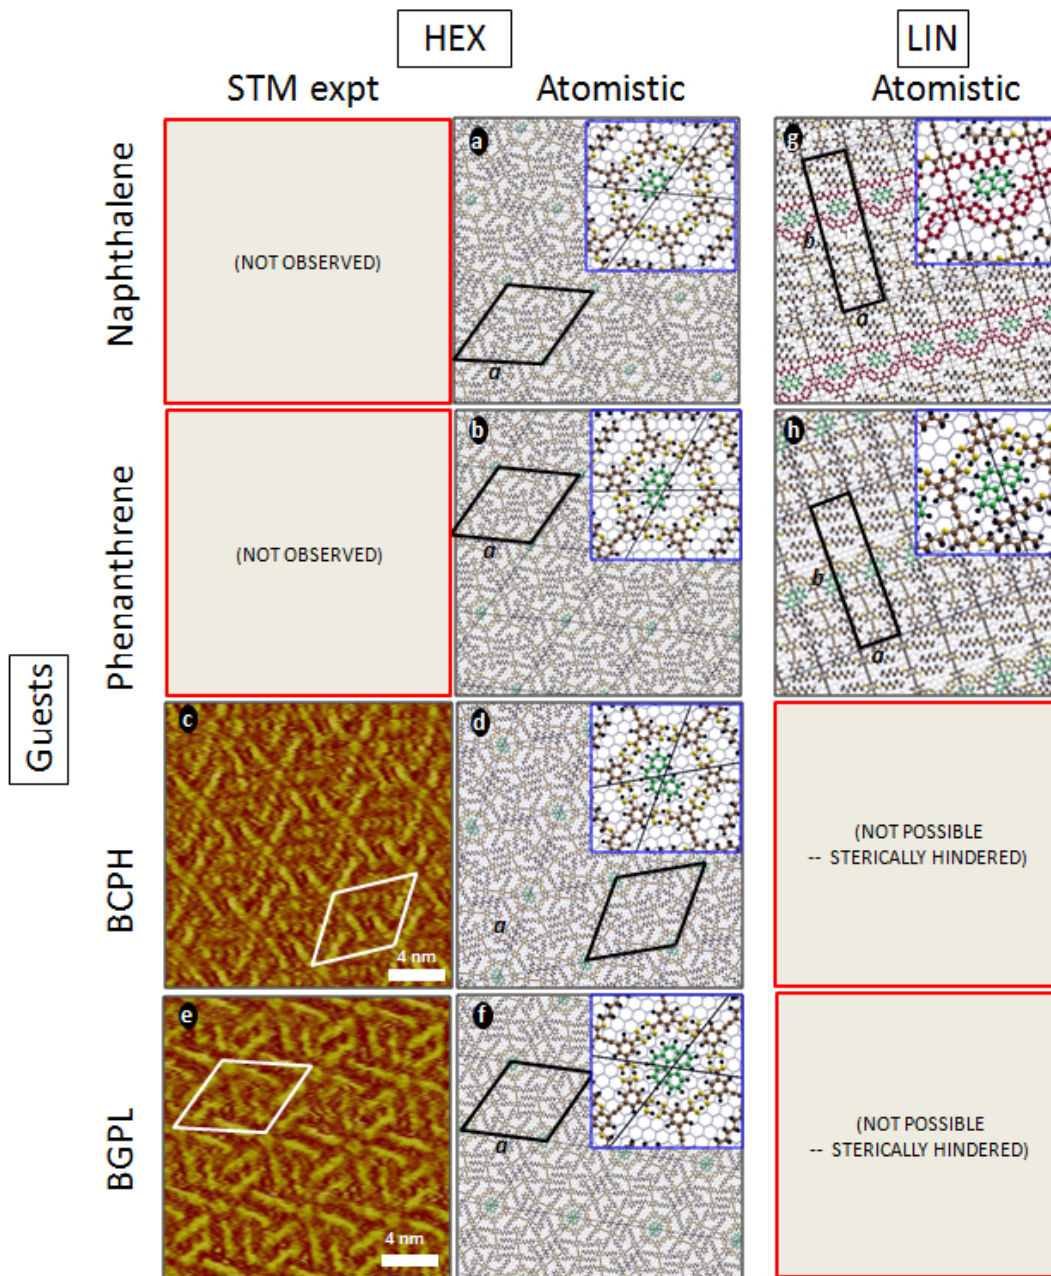 HEX
LIN
STM expt
Atomistic
Atomistic
Guests
Naphthalene
(NOT OBSERVED)
a
a
g
b
a
Phenanthrene
(NOT OBSERVED)
b
a
h
b
a
BCPH
c
4 nm
d
a
(NOT POSSIBLE
-- STERICALLY HINDERED)
BGPL
e
4 nm
f
a
(NOT POSSIBLE
-- STERICALLY HINDERED)